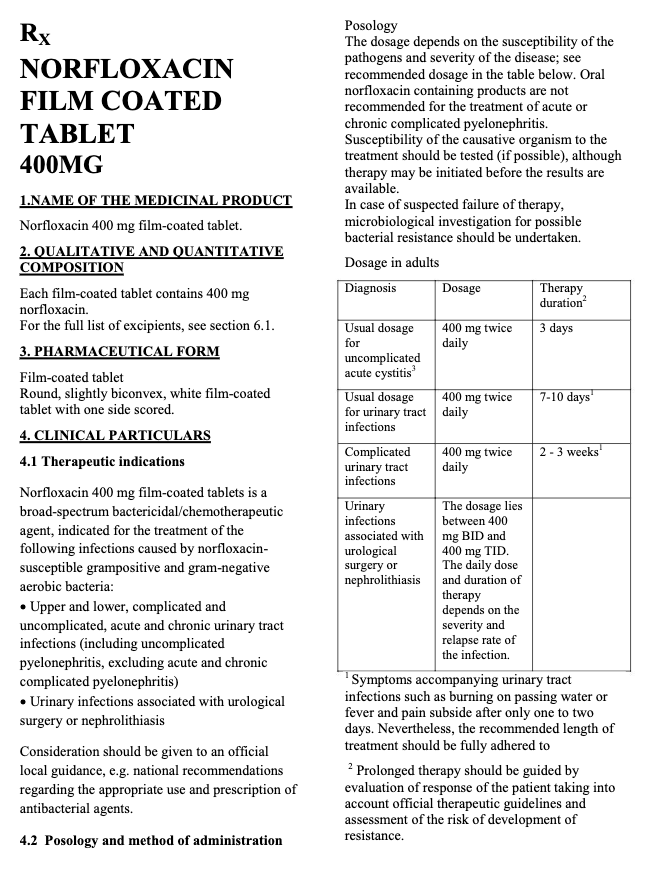 Rx
NORFLOXACIN
FILM COATED
TABLET
400MG
1.NAME OF THE MEDICINAL PRODUCT
Norfloxacin 400 mg film-coated tablet.
2. QUALITATIVE AND QUANTITATIVE
COMPOSITION
Each film-coated tablet contains 400 mg
norfloxacin.
For the full list of excipients, see section 6.1.
3. PHARMACEUTICAL FORM
Film-coated tablet
Round, slightly biconvex, white film-coated
tablet with one side scored.
4. CLINICAL PARTICULARS
4.1 Therapeutic indications
Norfloxacin 400 mg film-coated tablets is a
broad-spectrum bactericidal/chemotherapeutic
agent, indicated for the treatment of the
following infections caused by norfloxacin-
susceptible grampositive and gram-negative
aerobic bacteria:
• Upper and lower, complicated and
uncomplicated, acute and chronic urinary tract
infections (including uncomplicated
pyelonephritis, excluding acute and chronic
complicated pyelonephritis)
• Urinary infections associated with urological
surgery or nephrolithiasis
Consideration should be given to an official
local guidance, e.g. national recommendations
regarding the appropriate use and prescription of
antibacterial agents.
4.2 Posology and method of administration
Posology
The dosage depends on the susceptibility of the
pathogens and severity of the disease; see
recommended dosage in the table below. Oral
norfloxacin containing products are not
recommended for the treatment of acute or
chronic complicated pyelonephritis.
Susceptibility of the causative organism to the
treatment should be tested (if possible), although
therapy may be initiated before the results are
available.
In case of suspected failure of therapy,
microbiological investigation for possible
bacterial resistance should be undertaken.
Dosage in adults
Diagnosis
Dosage
Therapy
duration²
Usual dosage
for
uncomplicated
acute cystitis³
400 mg twice
daily
3 days
Usual dosage
for urinary tract
infections
400 mg twice
daily
7-10 days¹
Complicated
urinary tract
infections
400 mg twice
daily
2 - 3 weeks¹
Urinary
infections
associated with
urological
surgery or
nephrolithiasis
The dosage lies
between 400
mg BID and
400 mg TID.
The daily dose
and duration of
therapy
depends on the
severity and
relapse rate of
the infection.
¹ Symptoms accompanying urinary tract
infections such as burning on passing water or
fever and pain subside after only one to two
days. Nevertheless, the recommended length of
treatment should be fully adhered to
² Prolonged therapy should be guided by
evaluation of response of the patient taking into
account official therapeutic guidelines and
assessment of the risk of development of
resistance.